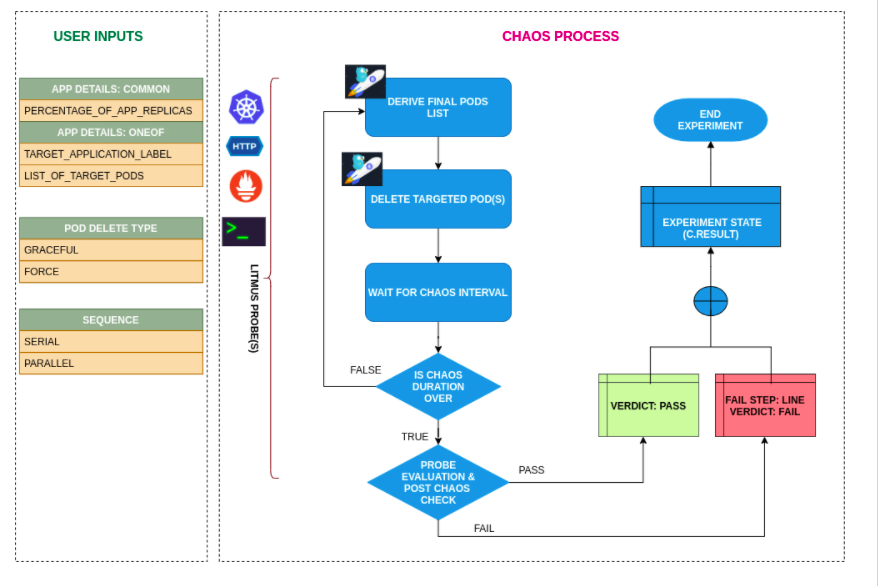 USER INPUTS
APP DETAILS: COMMON
PERCENTAGE_OF_APP_REPLICAS
APP DETAILS: ONEOF
TARGET_APPLICATION_LABEL
LIST_OF_TARGET_PODS
POD DELETE TYPE
GRACEFUL
FORCE
SEQUENCE
SERIAL
PARALLEL
CHAOS PROCESS
HTTP
>_
LITMUS PROBE(S)
DERIVE FINAL PODS
LIST
DELETE TARGETED POD(S)
WAIT FOR CHAOS INTERVAL
IS CHAOS
DURATION
OVER
FALSE
TRUE
PROBE
EVALUATION &
POST CHAOS
CHECK
PASS
FAIL
VERDICT: PASS
FAIL STEP: LINE
VERDICT: FAIL
EXPERIMENT STATE
(C.RESULT)
END
EXPERIMENT